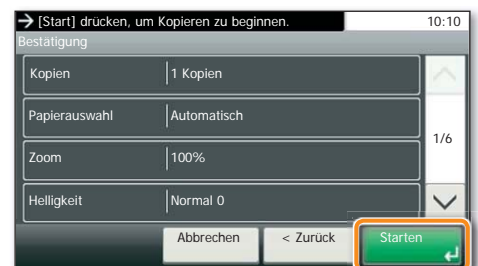 → [Start] drücken, um Kopieren zu beginnen. 10:10
Bestätigung
Kopien 1 Kopien
Papierauswahl Automatisch
1/6
Zoom 100%
Helligkeit Normal 0
Abbrechen < Zurück Starten